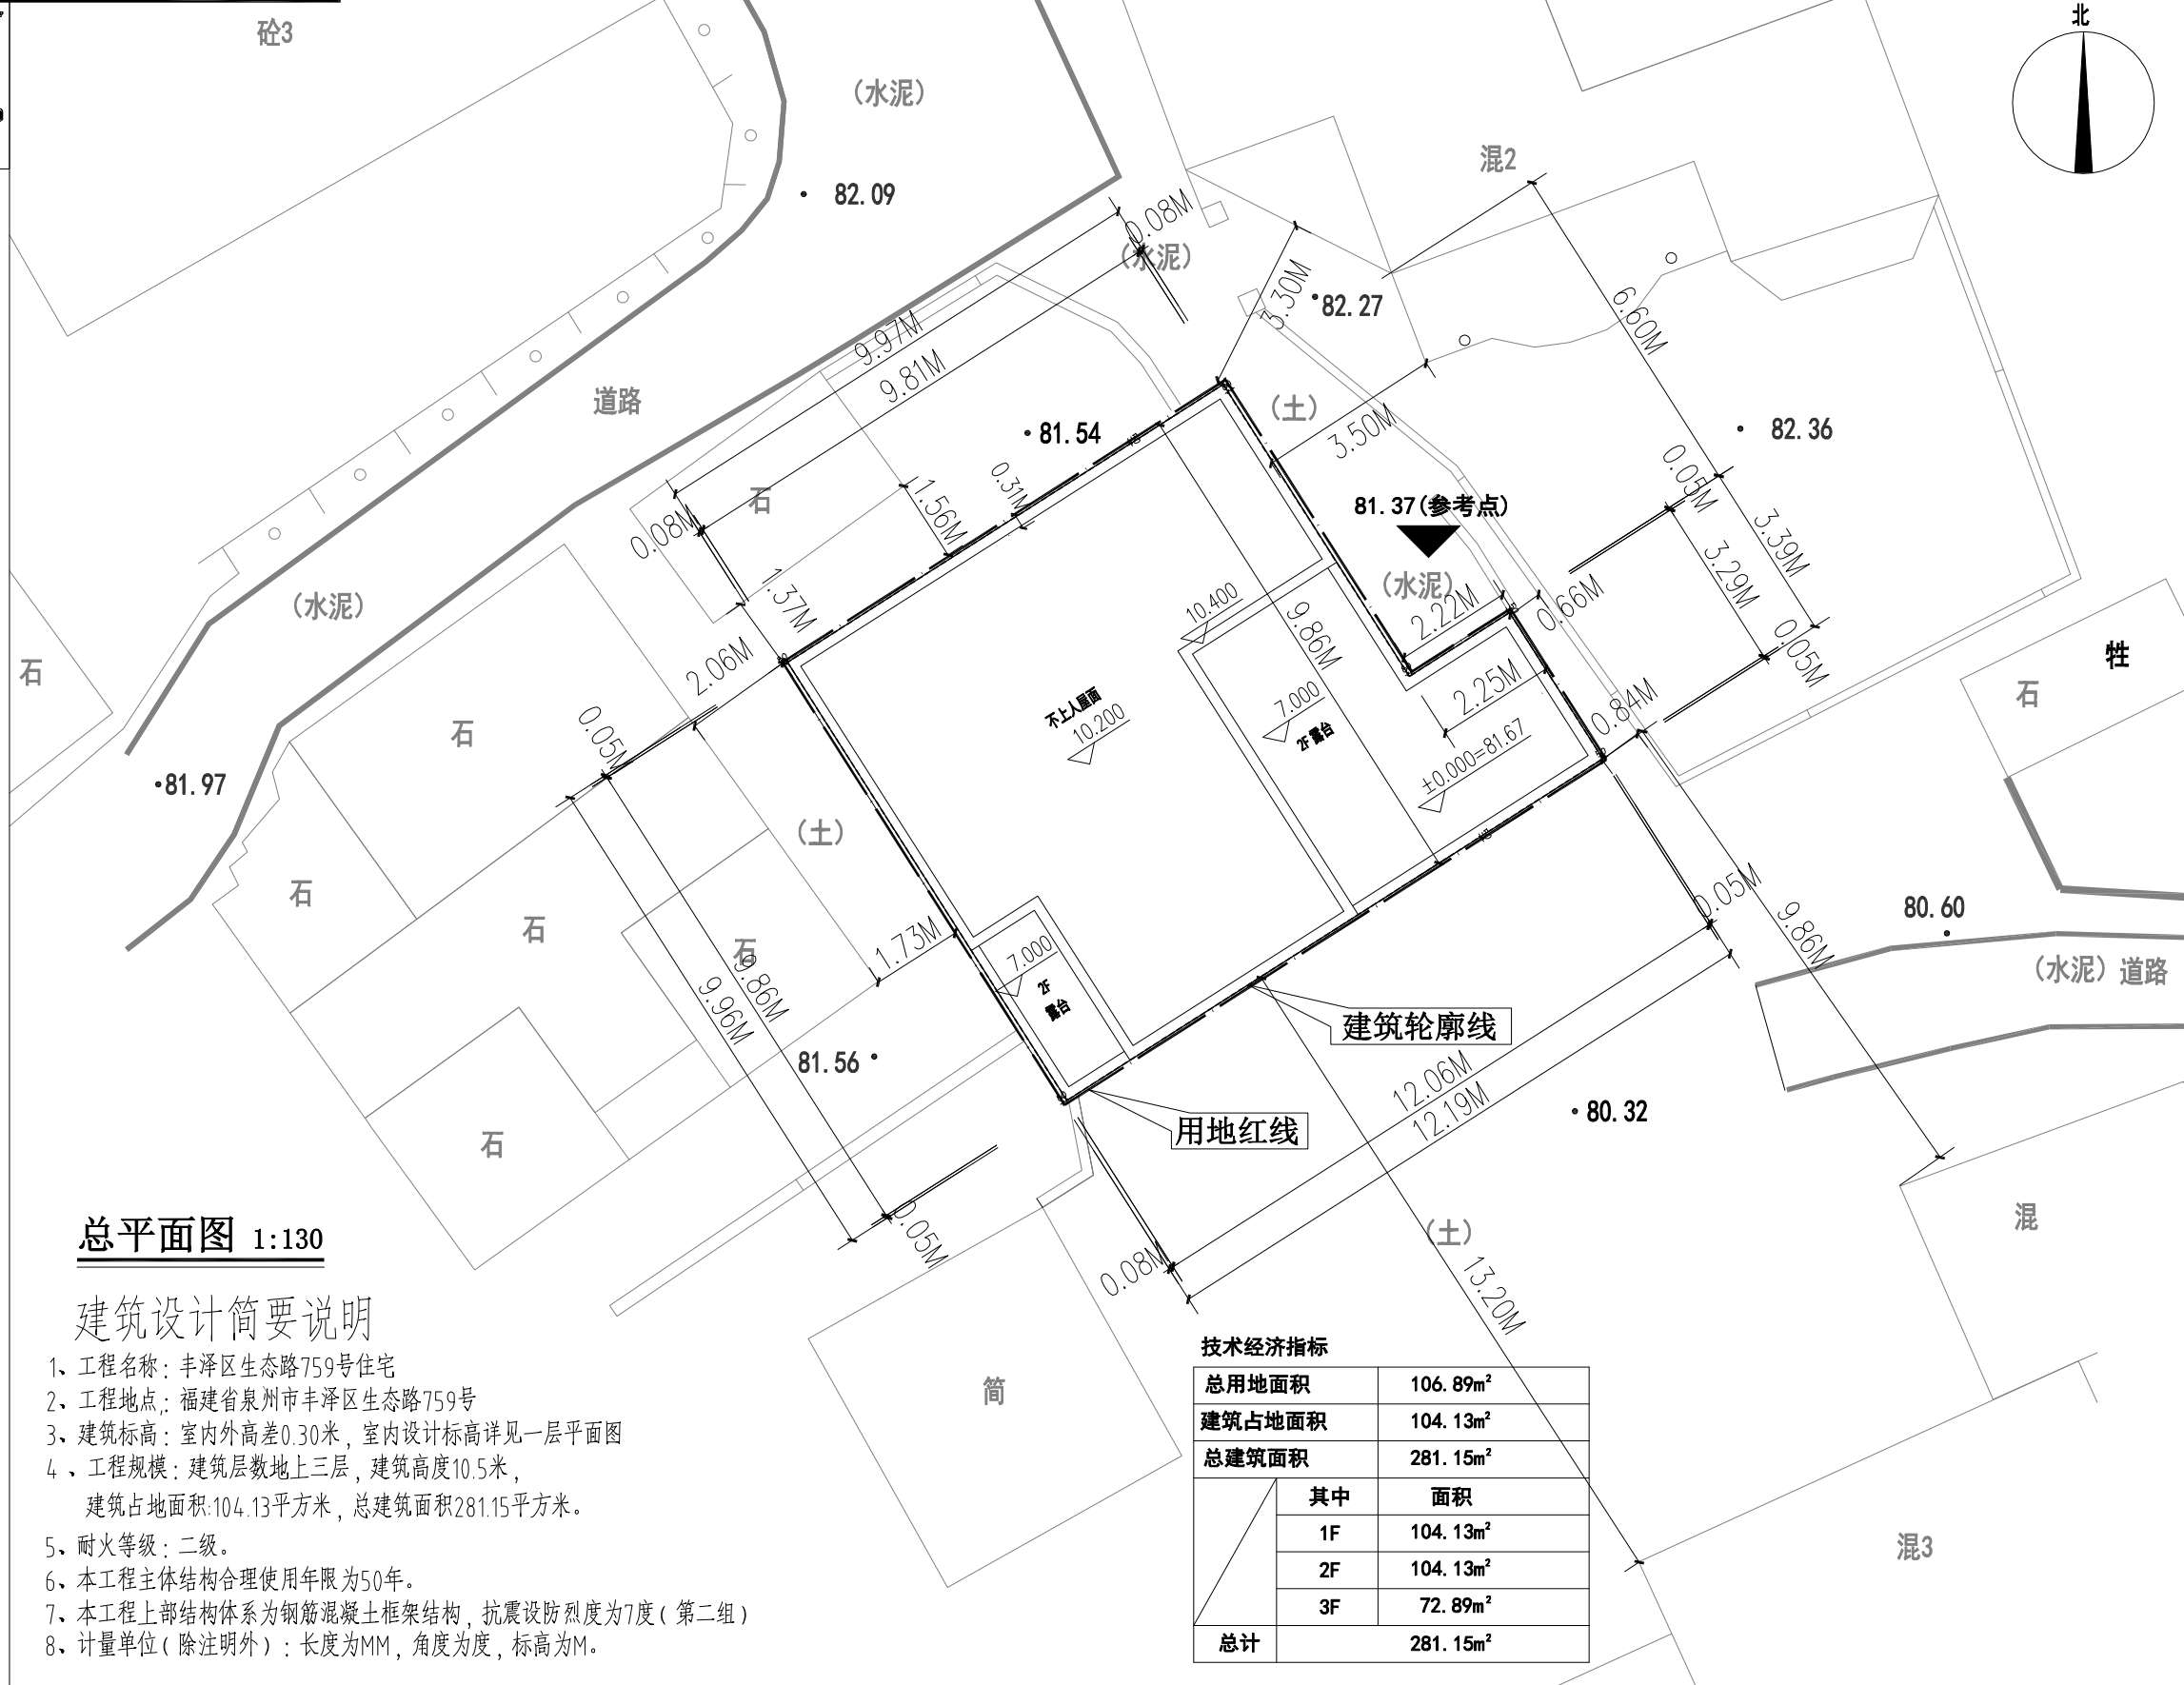 北
砼3
（水泥）
混2
82.09
0.08M
（水泥）
3.30M
82.27
6.60M
9.97M
9.81M
道路
（土）
3.50M
82.36
81.54
0.31M
1.56M
石
0.08M
0.05M
81.37(参考点)
3.39M
3.29M
（水泥）
1.37M
（水泥）
2.22M
0.66M
10.400
9.86M
0.05M
牲
石
石
2.06M
2.25M
0.84M
不上人屋面
10.200
7.000
2F 露台
±0.000=81.67
0.05M
石
81.97
（土）
石
石
石
1.73M
9.86M
9.96M
7.000
2F
露台
0.05M
9.86M
80.60
（水泥）道路
建筑轮廓线
81.56
12.06M
12.19M
用地红线
80.32
石
0.05M
0.08M
（土）
13.20M
混
总平面图 1:130
建筑设计简要说明
1、工程名称：丰泽区生态路759号住宅
2、工程地点：福建省泉州市丰泽区生态路759号
3、建筑标高：室内外高差0.30米，室内设计标高详见一层平面图
4 、工程规模：建筑层数地上三层，建筑高度10.5米，
建筑占地面积:104.13平方米，总建筑面积281.15平方米。
5、耐火等级：二级。
6、本工程主体结构合理使用年限为50年。
7、本工程上部结构体系为钢筋混凝土框架结构，抗震设防烈度为7度（第二组）
8、计量单位（除注明外）：长度为MM，角度为度，标高为M。
简
技术经济指标
总用地面积 106.89m²
建筑占地面积 104.13m²
总建筑面积 281.15m²
其中 面积
1F 104.13m²
2F 104.13m²
3F 72.89m²
总计 281.15m²
混3